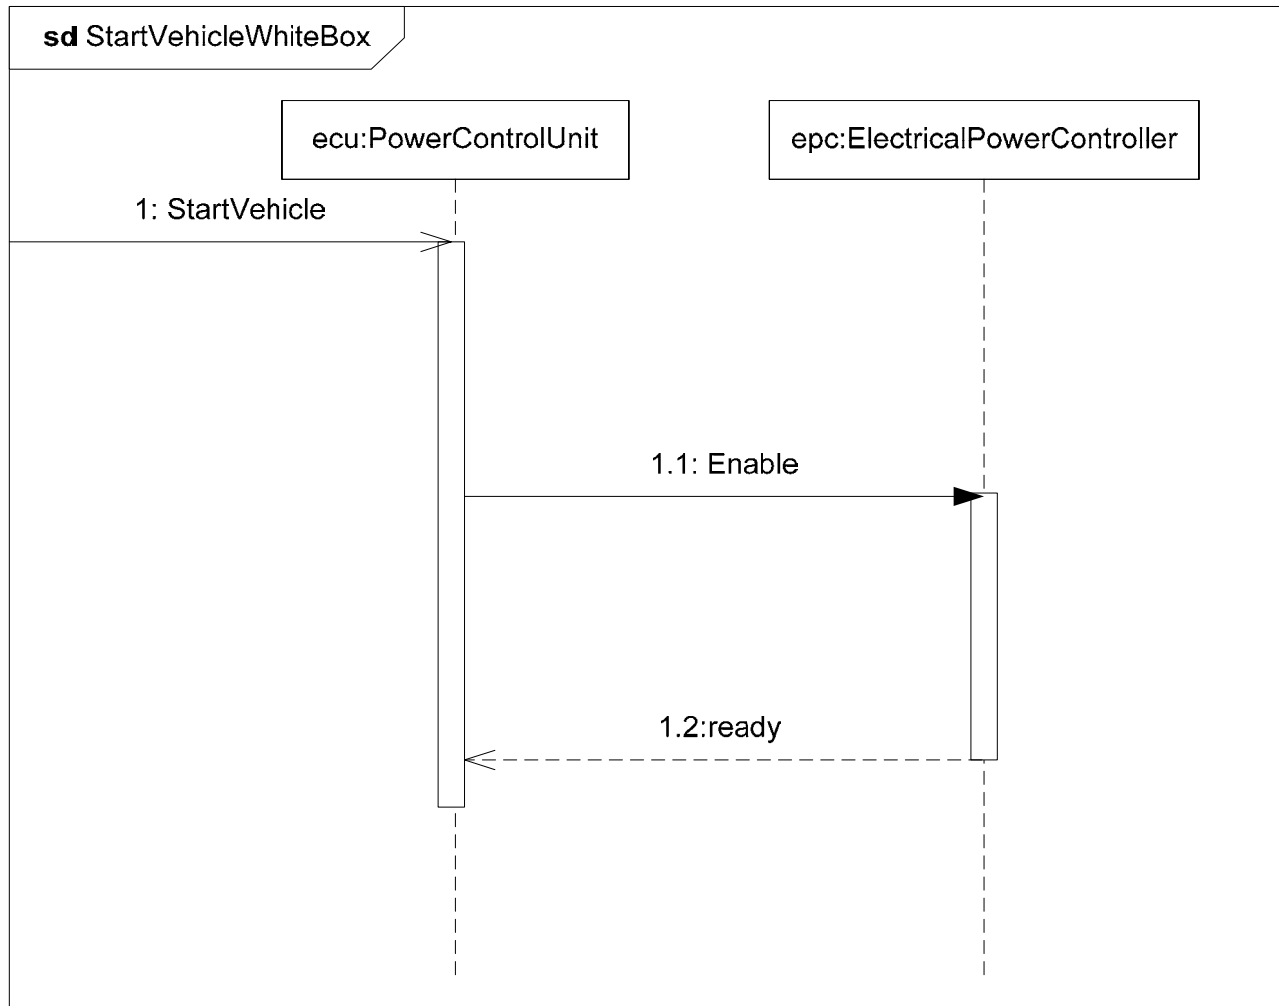 sd StartVehicleWhiteBox
ecu:PowerControlUnit
epc:ElectricalPowerController
1: StartVehicle
1.1: Enable
1.2:ready